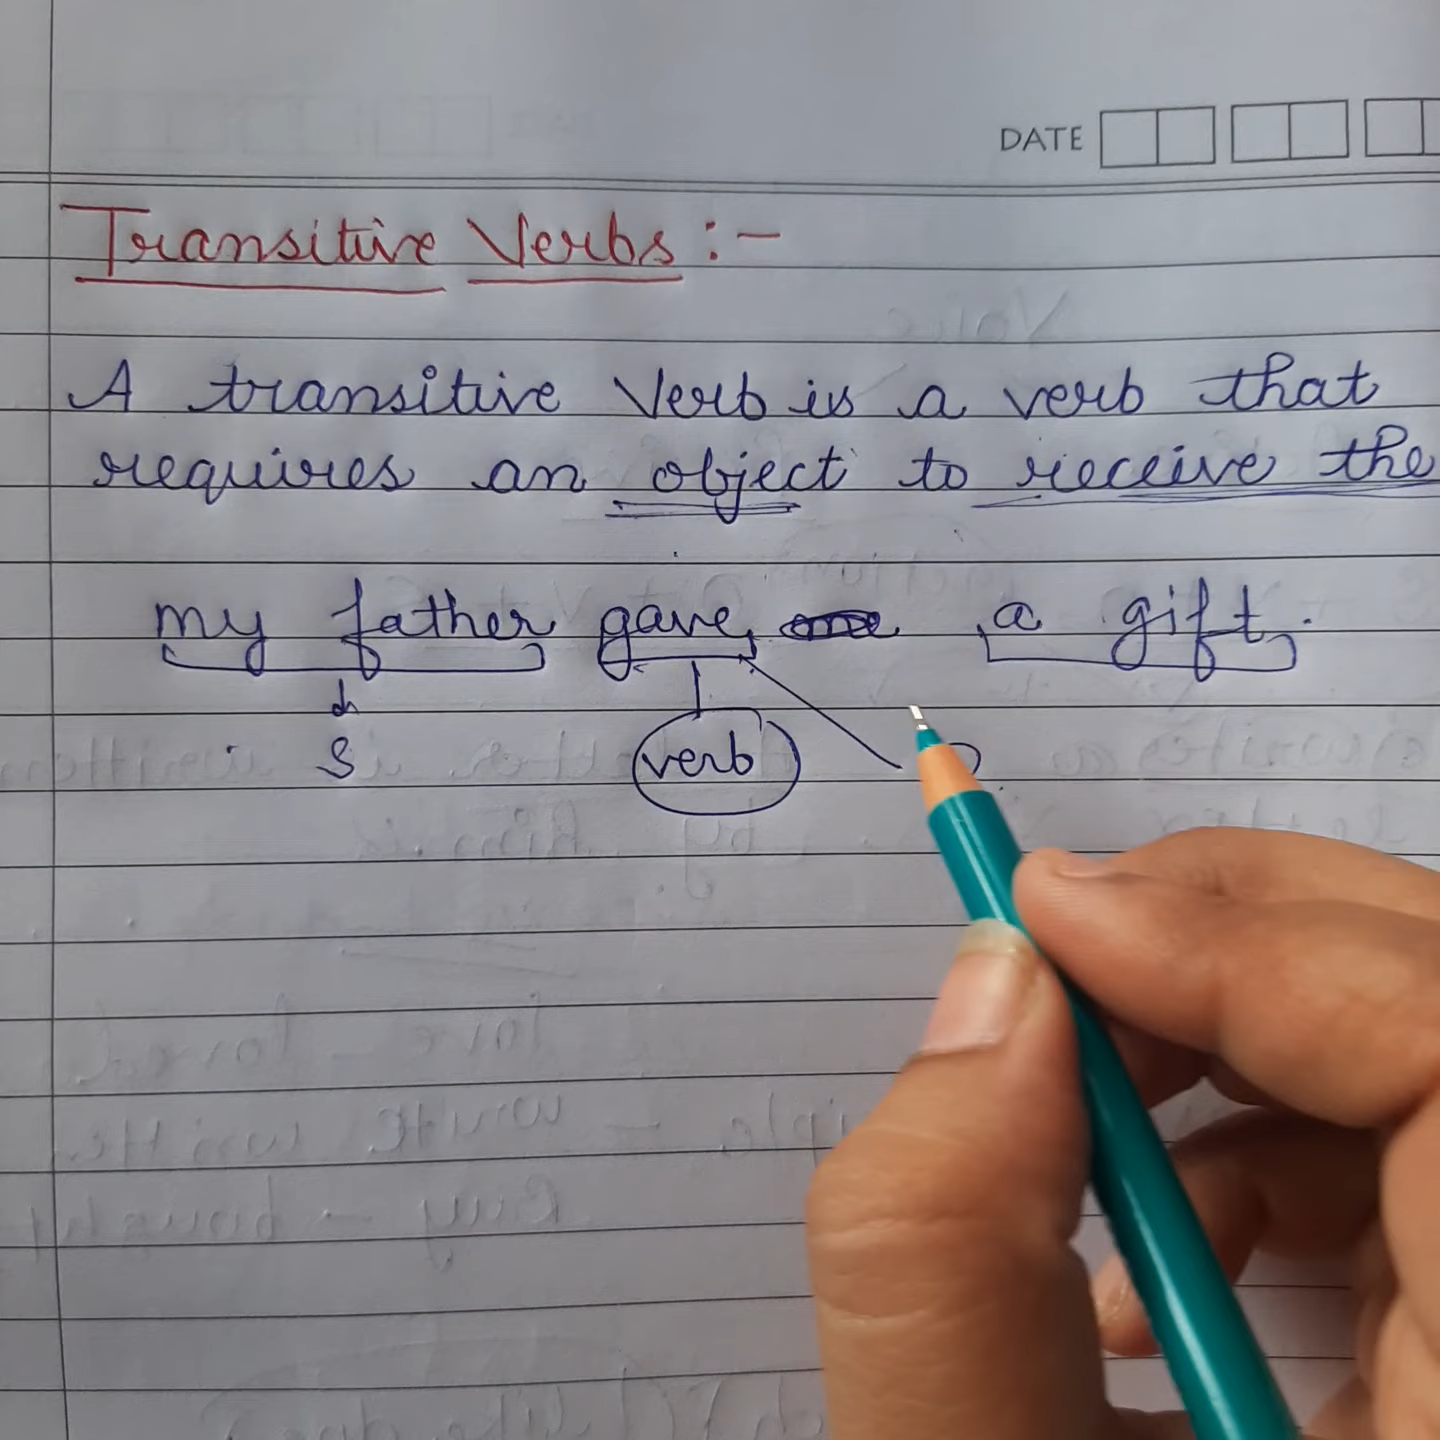 DATE
Transitive Verbs :-
A transitive Verb is a verb that
requires an object to receive the
my father gave a gift.
S verb